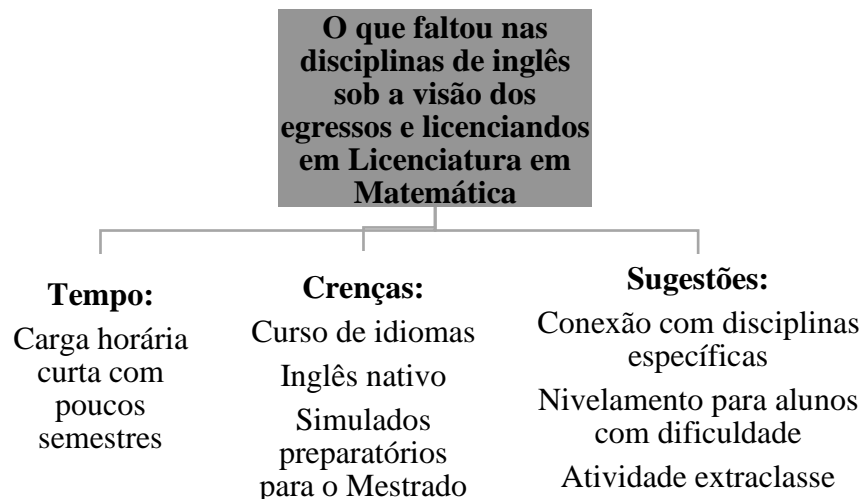 O que faltou nas
disciplinas de inglês
sob a visão dos
egressos e licenciandos
em Licenciatura em
Matemática
Tempo:
Carga horária
curta com
poucos
semestres
Crenças:
Curso de idiomas
Inglês nativo
Simulados
preparatórios
para o Mestrado
Sugestões:
Conexão com disciplinas
específicas
Nivelamento para alunos
com dificuldade
Atividade extraclasse